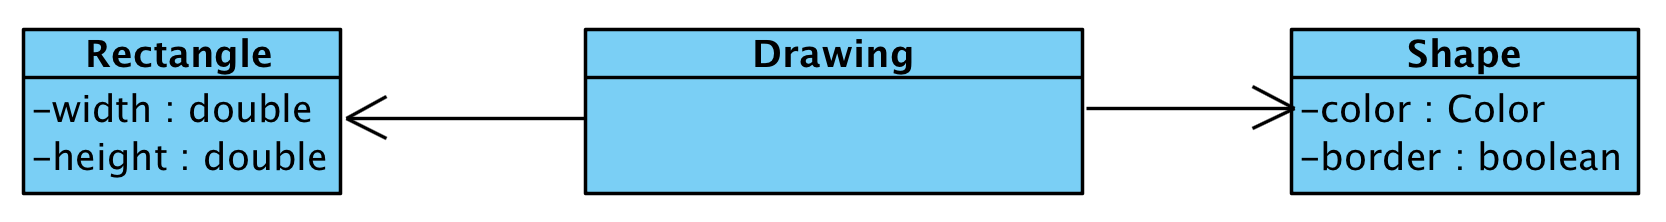 Rectangle
-width : double
-height : double
Drawing
Shape
-color : Color
-border : boolean